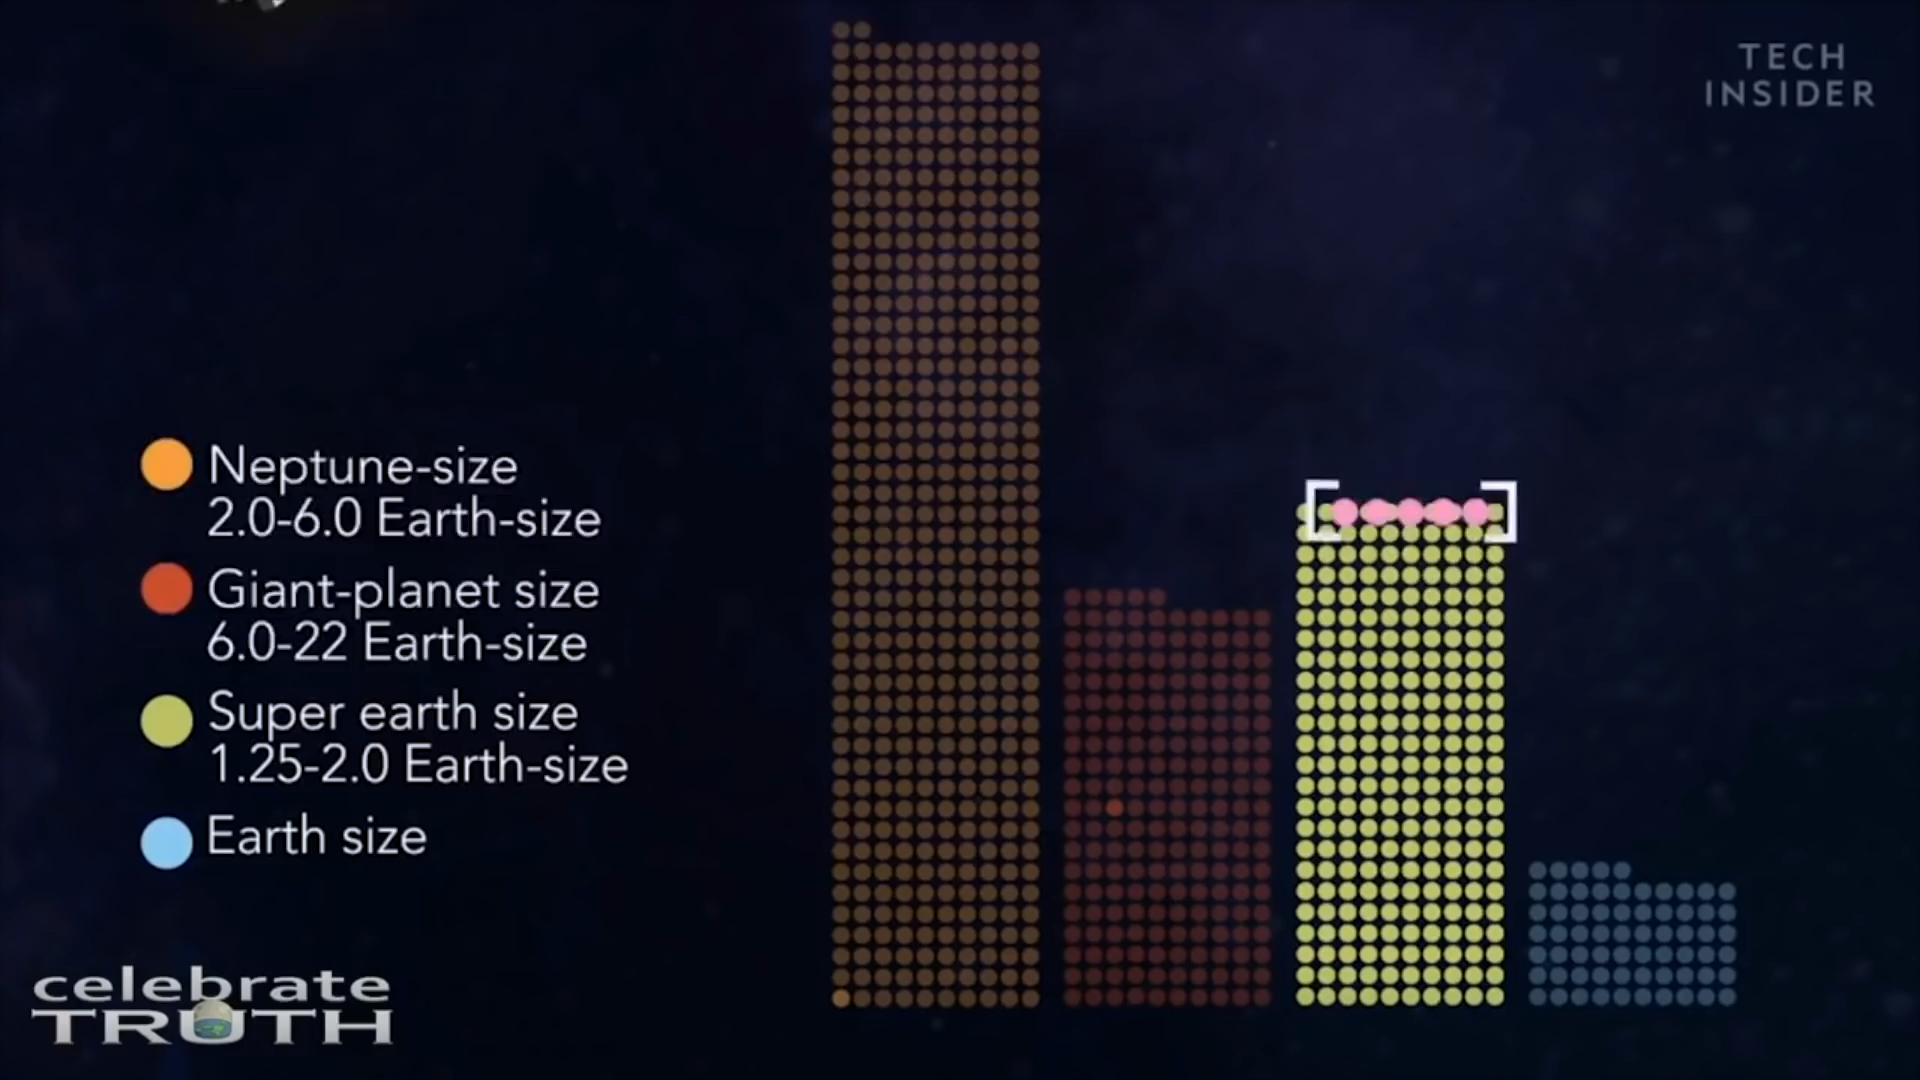 TECH
INSIDER
Neptune-size
2.0-6.0 Earth-size
Giant-planet size
6.0-22 Earth-size
Super earth size
1.25-2.0 Earth-size
Earth size
celebrate
TRUTH